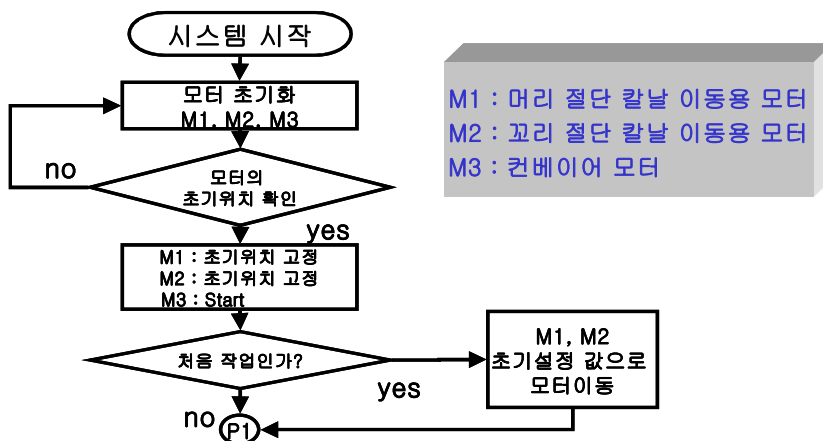 시스템 시작
모터 초기화
M1, M2, M3
no
모터의
초기위치 확인
yes
M1 : 초기위치 고정
M2 : 초기위치 고정
M3 : Start
처음 작업인가?
yes
no
P1
M1, M2
초기설정 값으로
모터이동
M1 : 머리 절단 칼날 이동용 모터
M2 : 꼬리 절단 칼날 이동용 모터
M3 : 컨베이어 모터